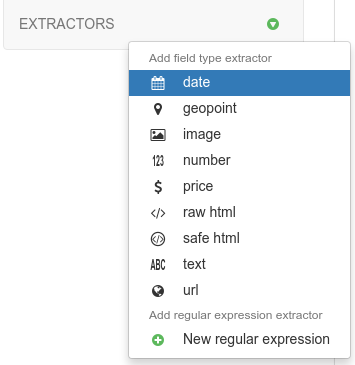 EXTRACTORS
Add field type extractor
date
geopoint
image
123 number
$ price
</> raw html
</> safe html
ABC text
url
Add regular expression extractor
New regular expression